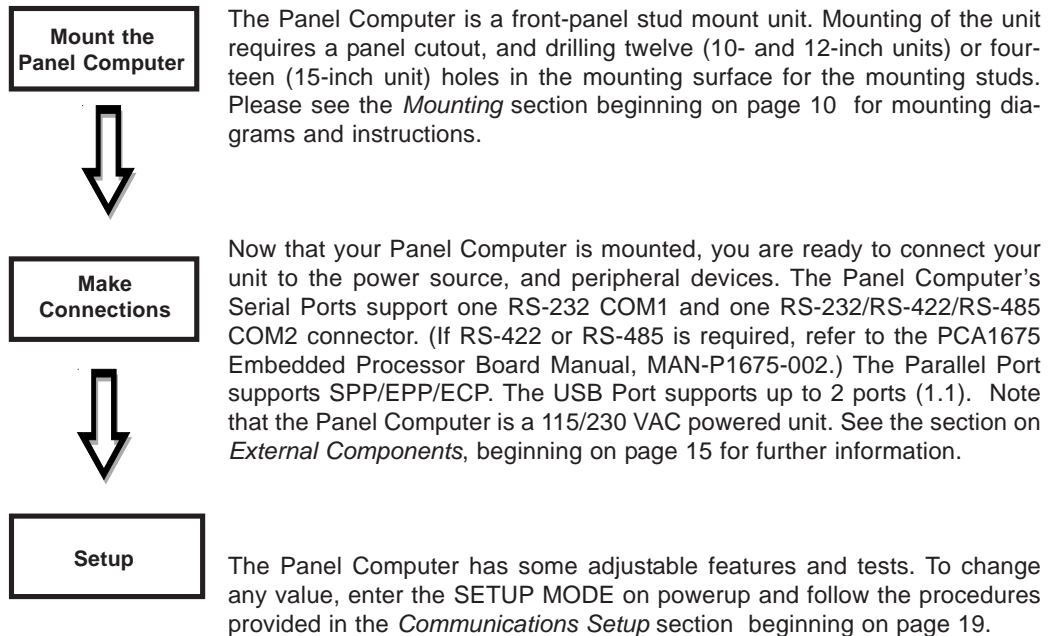 Mount the
Panel Computer
The Panel Computer is a front-panel stud mount unit. Mounting of the unit
requires a panel cutout, and drilling twelve (10- and 12-inch units) or four-
teen (15-inch unit) holes in the mounting surface for the mounting studs.
Please see the Mounting section beginning on page 10 for mounting dia-
grams and instructions.
Make
Connections
Now that your Panel Computer is mounted, you are ready to connect your
unit to the power source, and peripheral devices. The Panel Computer's
Serial Ports support one RS-232 COM1 and one RS-232/RS-422/RS-485
COM2 connector. (If RS-422 or RS-485 is required, refer to the PCA1675
Embedded Processor Board Manual, MAN-P1675-002.) The Parallel Port
supports SPP/EPP/ECP. The USB Port supports up to 2 ports (1.1). Note
that the Panel Computer is a 115/230 VAC powered unit. See the section on
External Components, beginning on page 15 for further information.
Setup
The Panel Computer has some adjustable features and tests. To change
any value, enter the SETUP MODE on powerup and follow the procedures
provided in the Communications Setup section beginning on page 19.